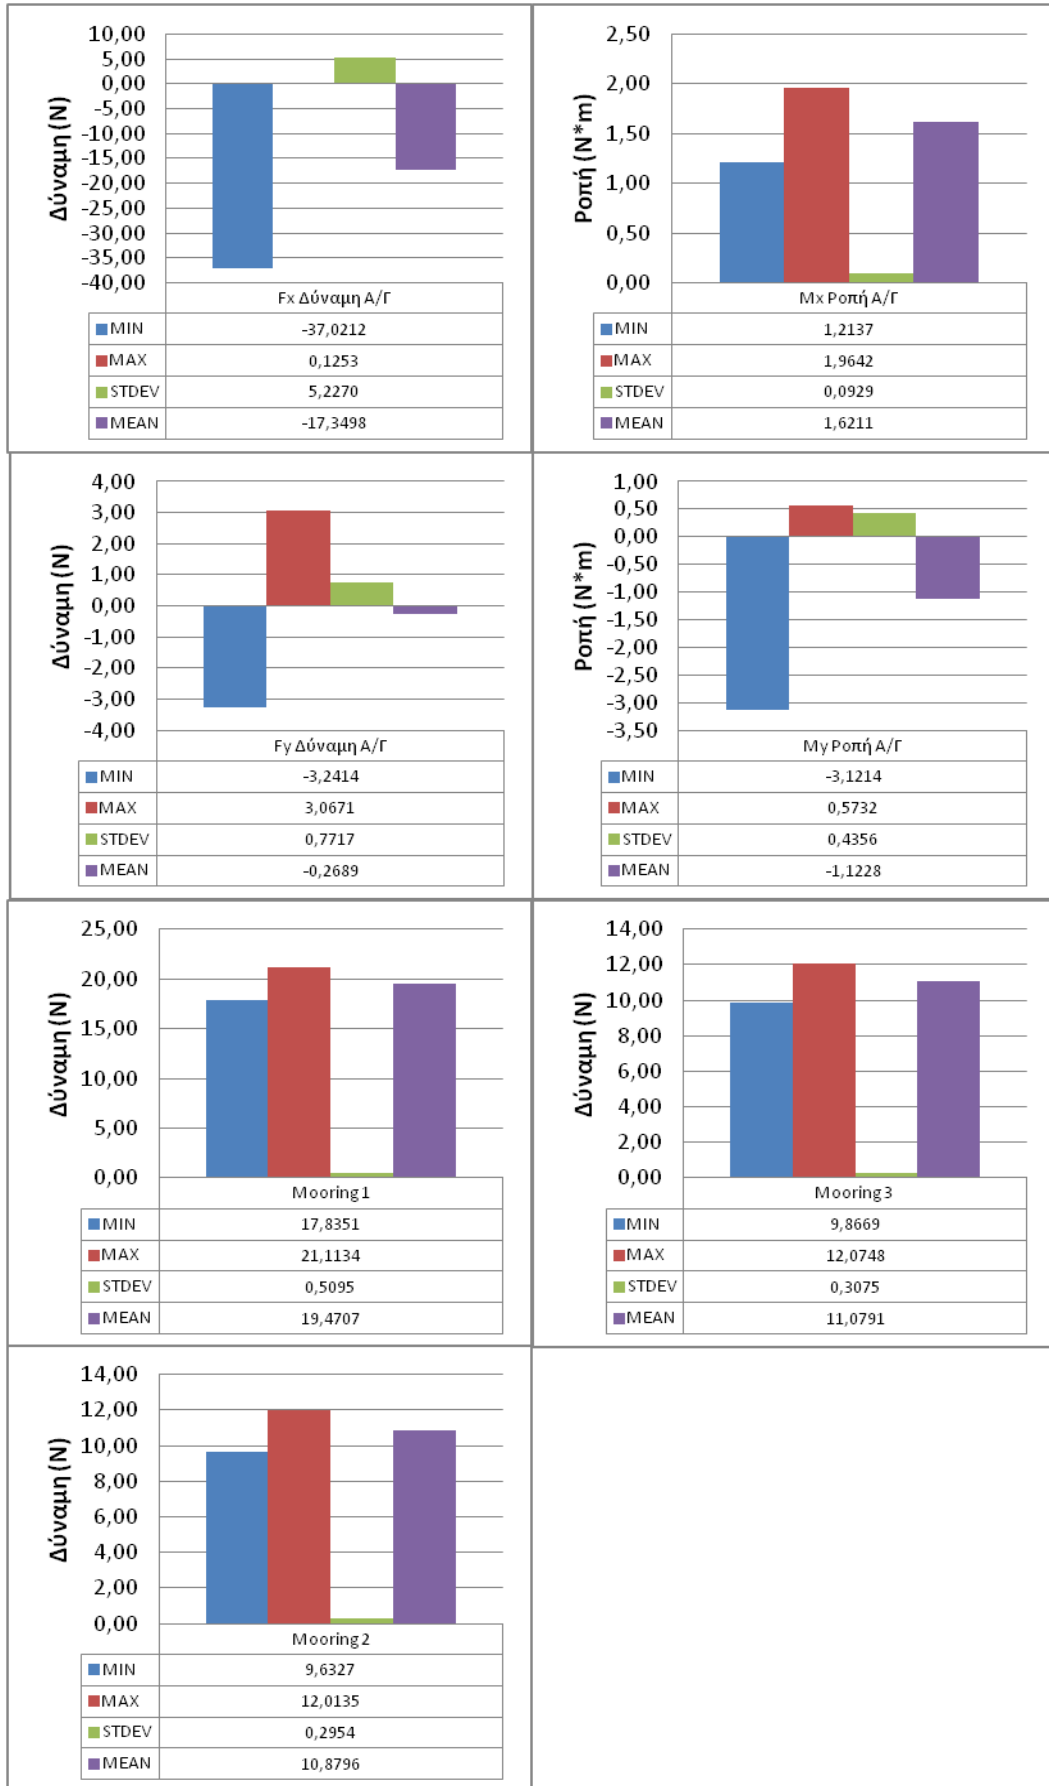 10,00
5,00
0,00
-5,00
-10,00
-15,00
-20,00
-25,00
-30,00
-35,00
-40,00
Δύναμη (N)
Fx Δύναμη Α/Γ
MIN -37,0212
MAX 0,1253
STDEV 5,2270
MEAN -17,3498
2,50
2,00
1,50
1,00
0,50
0,00
Ροπή (N*m)
Mx Ροπή Α/Γ
MIN 1,2137
MAX 1,9642
STDEV 0,0929
MEAN 1,6211
4,00
3,00
2,00
1,00
0,00
-1,00
-2,00
-3,00
-4,00
Δύναμη (N)
Fy Δύναμη Α/Γ
MIN -3,2414
MAX 3,0671
STDEV 0,7717
MEAN -0,2689
1,00
0,50
0,00
-0,50
-1,00
-1,50
-2,00
-2,50
-3,00
-3,50
Ροπή (N*m)
My Ροπή Α/Γ
MIN -3,1214
MAX 0,5732
STDEV 0,4356
MEAN -1,1228
25,00
20,00
15,00
10,00
5,00
0,00
Δύναμη (N)
Mooring1
MIN 17,8351
MAX 21,1134
STDEV 0,5095
MEAN 19,4707
14,00
12,00
10,00
8,00
6,00
4,00
2,00
0,00
Δύναμη (N)
Mooring3
MIN 9,8669
MAX 12,0748
STDEV 0,3075
MEAN 11,0791
14,00
12,00
10,00
8,00
6,00
4,00
2,00
0,00
Δύναμη (N)
Mooring2
MIN 9,6327
MAX 12,0135
STDEV 0,2954
MEAN 10,8796